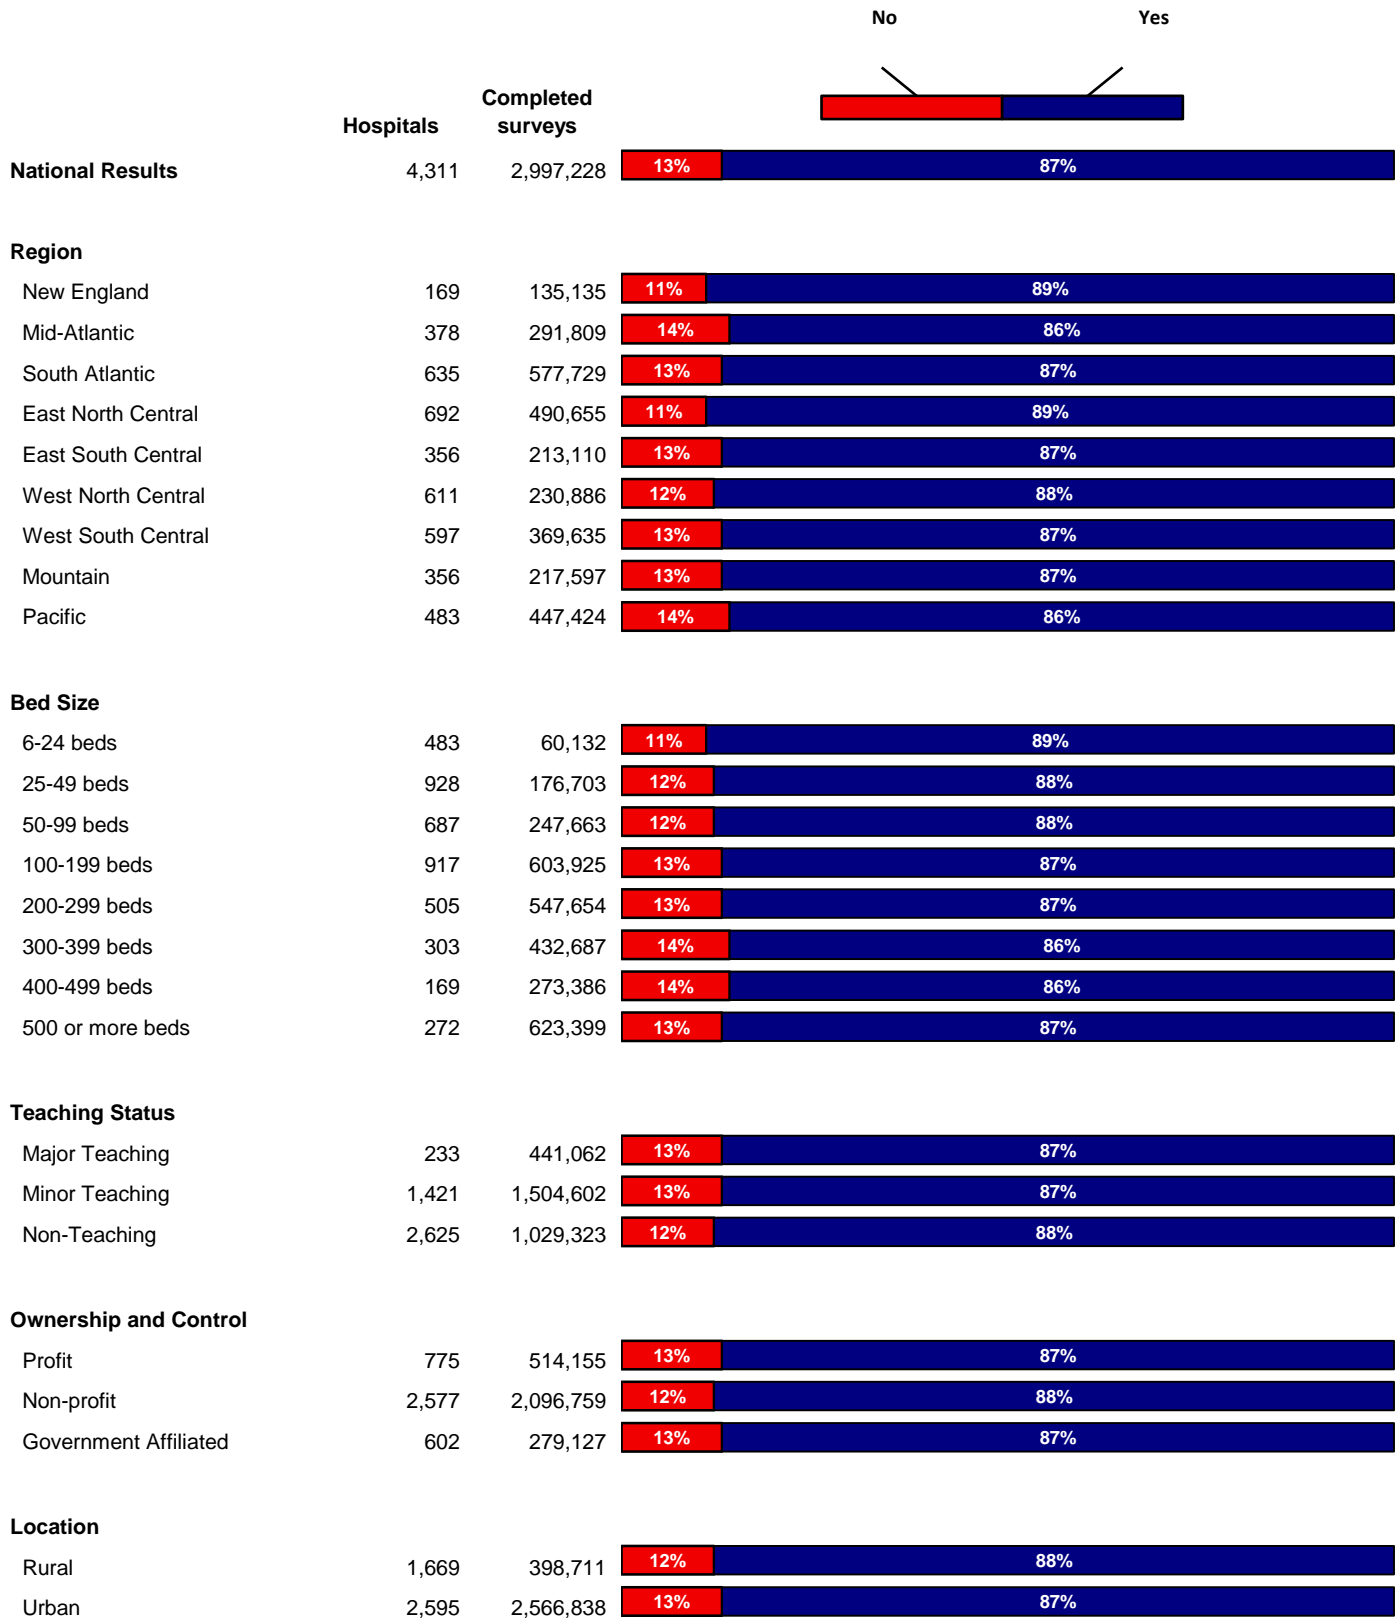 No Yes
Completed
Hospitals surveys
National Results 4,311 2,997,228 13% 87%
Region
New England 169 135,135 11% 89%
Mid-Atlantic 378 291,809 14% 86%
South Atlantic 635 577,729 13% 87%
East North Central 692 490,655 11% 89%
East South Central 356 213,110 13% 87%
West North Central 611 230,886 12% 88%
West South Central 597 369,635 13% 87%
Mountain 356 217,597 13% 87%
Pacific 483 447,424 14% 86%
Bed Size
6-24 beds 483 60,132 11% 89%
25-49 beds 928 176,703 12% 88%
50-99 beds 687 247,663 12% 88%
100-199 beds 917 603,925 13% 87%
200-299 beds 505 547,654 13% 87%
300-399 beds 303 432,687 14% 86%
400-499 beds 169 273,386 14% 86%
500 or more beds 272 623,399 13% 87%
Teaching Status
Major Teaching 233 441,062 13% 87%
Minor Teaching 1,421 1,504,602 13% 87%
Non-Teaching 2,625 1,029,323 12% 88%
Ownership and Control
Profit 775 514,155 13% 87%
Non-profit 2,577 2,096,759 12% 88%
Government Affiliated 602 279,127 13% 87%
Location
Rural 1,669 398,711 12% 88%
Urban 2,595 2,566,838 13% 87%